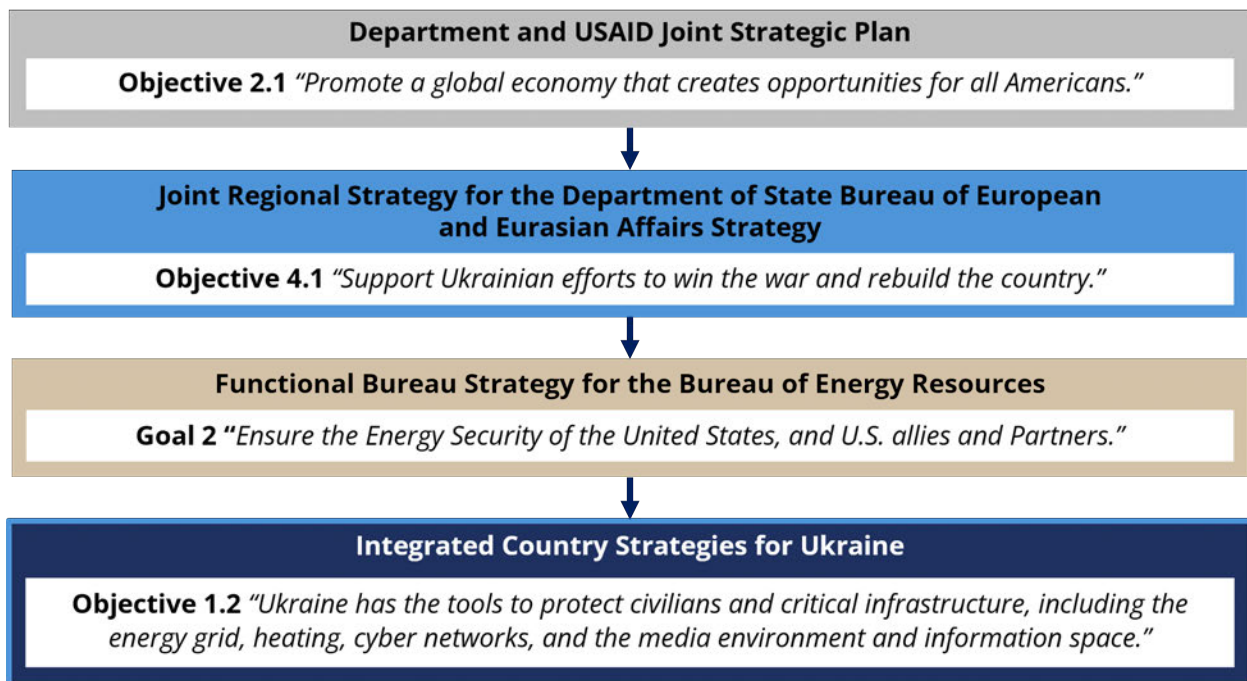 Department and USAID Joint Strategic Plan
Objective 2.1 “Promote a global economy that creates opportunities for all Americans.”
Joint Regional Strategy for the Department of State Bureau of European
and Eurasian Affairs Strategy
Objective 4.1 “Support Ukrainian efforts to win the war and rebuild the country.”
Functional Bureau Strategy for the Bureau of Energy Resources
Goal 2 “Ensure the Energy Security of the United States, and U.S. allies and Partners.”
Integrated Country Strategies for Ukraine
Objective 1.2 “Ukraine has the tools to protect civilians and critical infrastructure, including the
energy grid, heating, cyber networks, and the media environment and information space.”